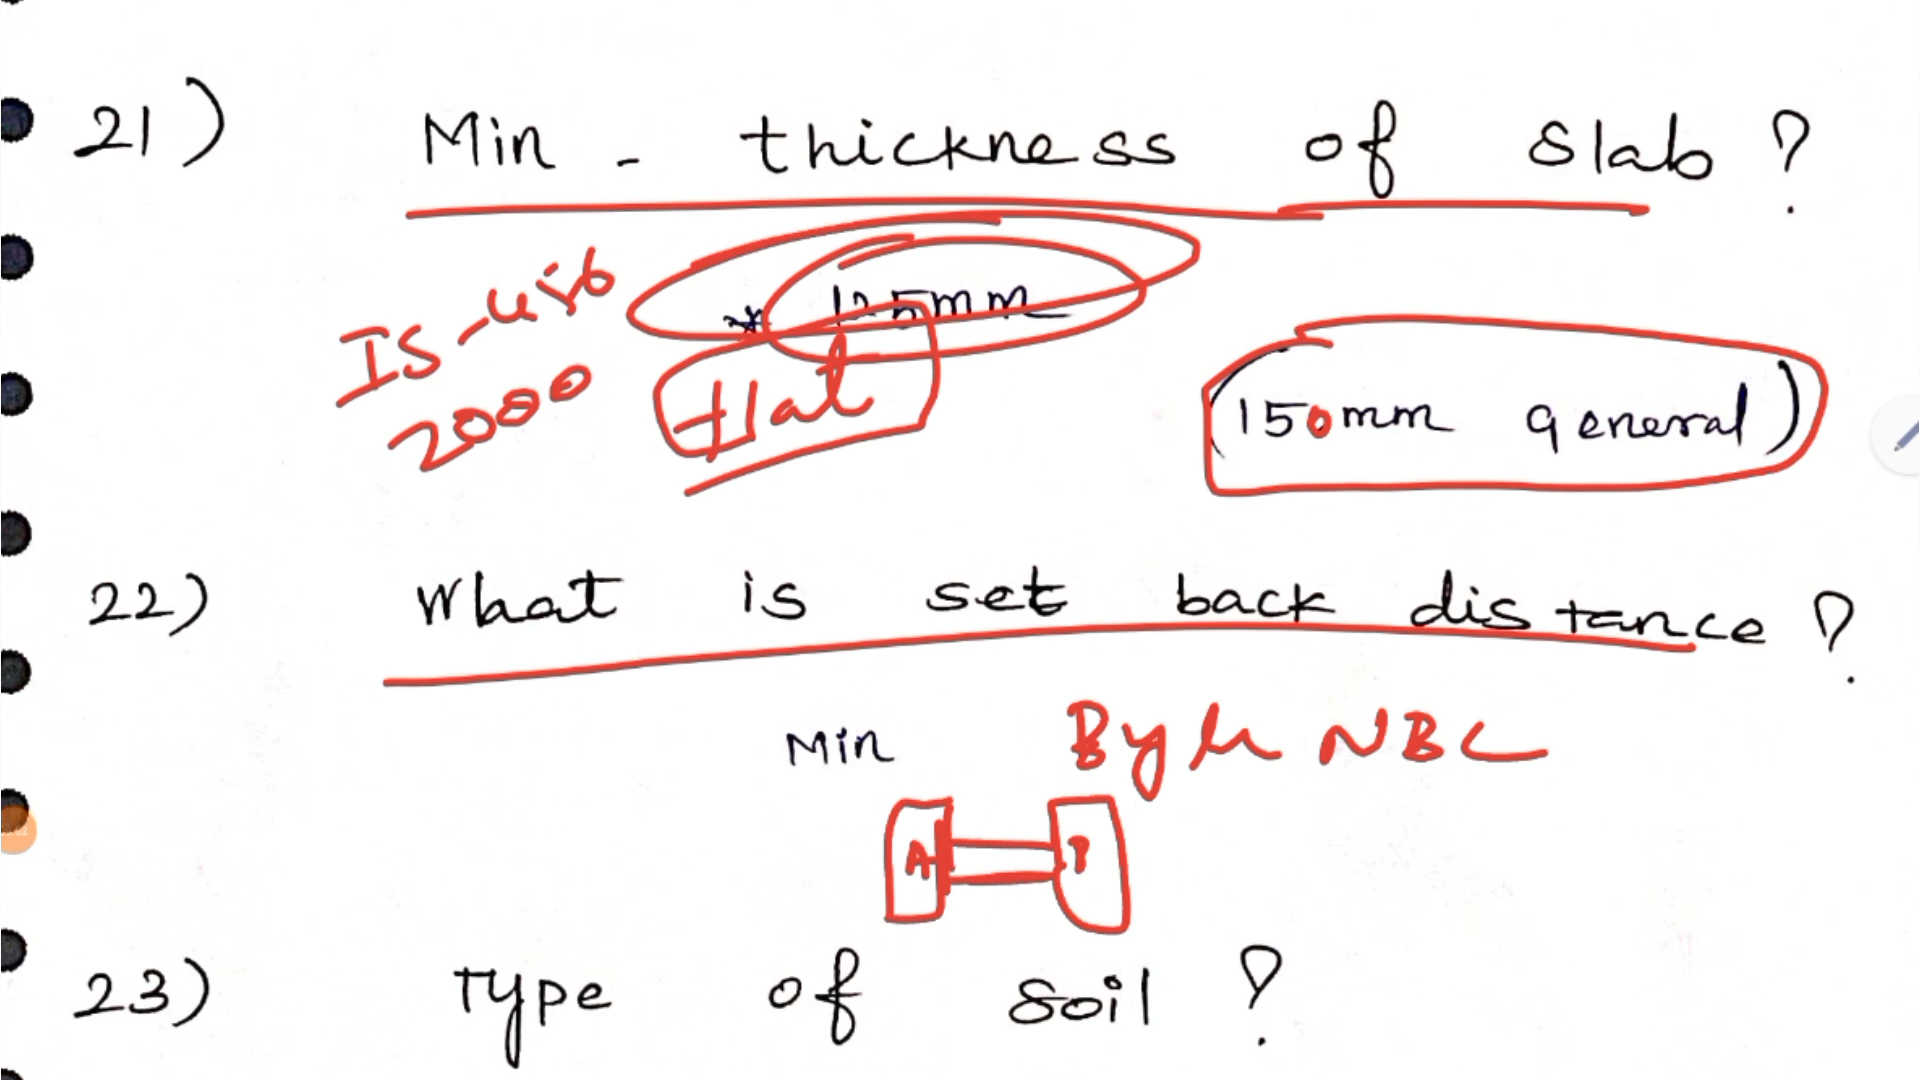 21) Min - thickness of slab ?
IS-456
2000
* 125mm
flat
(150mm general)
22) What is set back distance ?
Min By NBC
A B
23) Type of soil ?